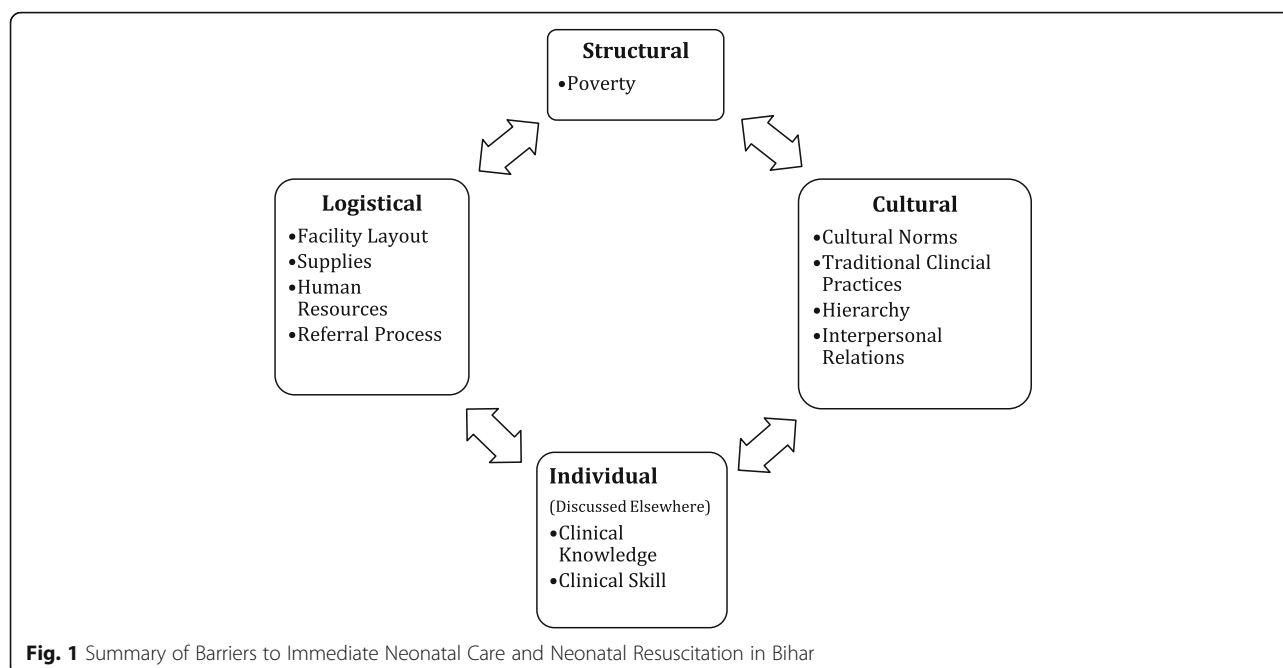 Structural
•Poverty
Logistical
•Facility Layout
•Supplies
•Human
Resources
•Referral Process
Cultural
•Cultural Norms
•Traditional Clincial
Practices
•Hierarchy
•Interpersonal
Relations
Individual
(Discussed Elsewhere)
•Clinical
Knowledge
•Clinical Skill
Fig. 1 Summary of Barriers to Immediate Neonatal Care and Neonatal Resuscitation in Bihar